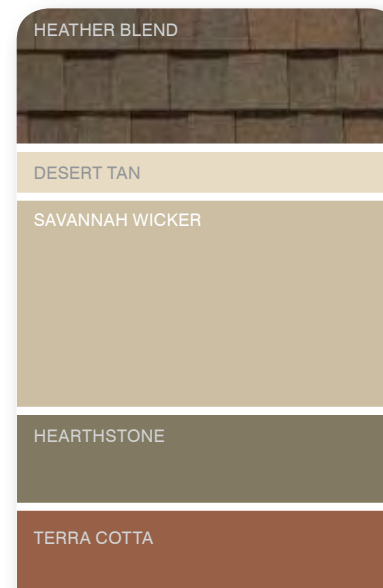 HEATHER BLEND
DESERT TAN
SAVANNAH WICKER
HEARTHSTONE
TERRA COTTA